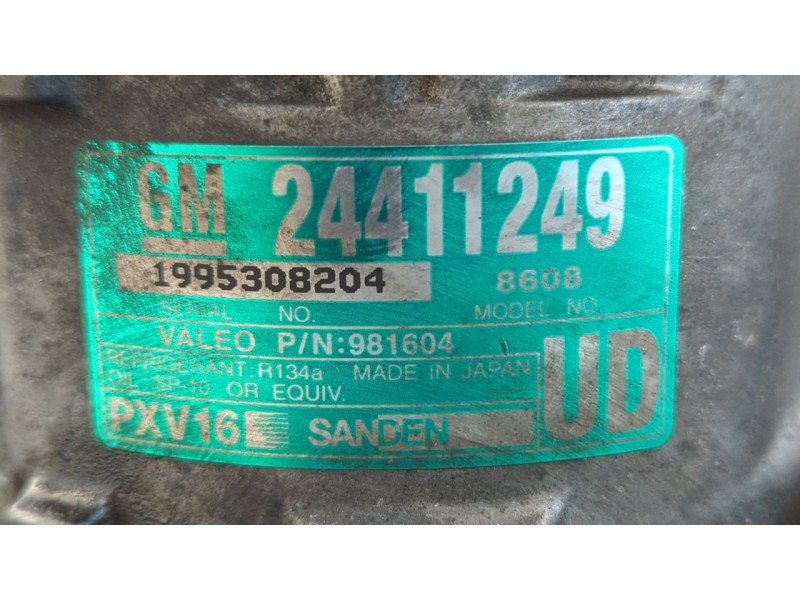 GM 24411249
1995308204 8608
SERIAL NO. MODEL NO.
VALEO P/N:981604
REFRIGERANT:R134a MADE IN JAPAN
OIL SP-10 OR EQUIV.
UD
PXV16 SANDEN